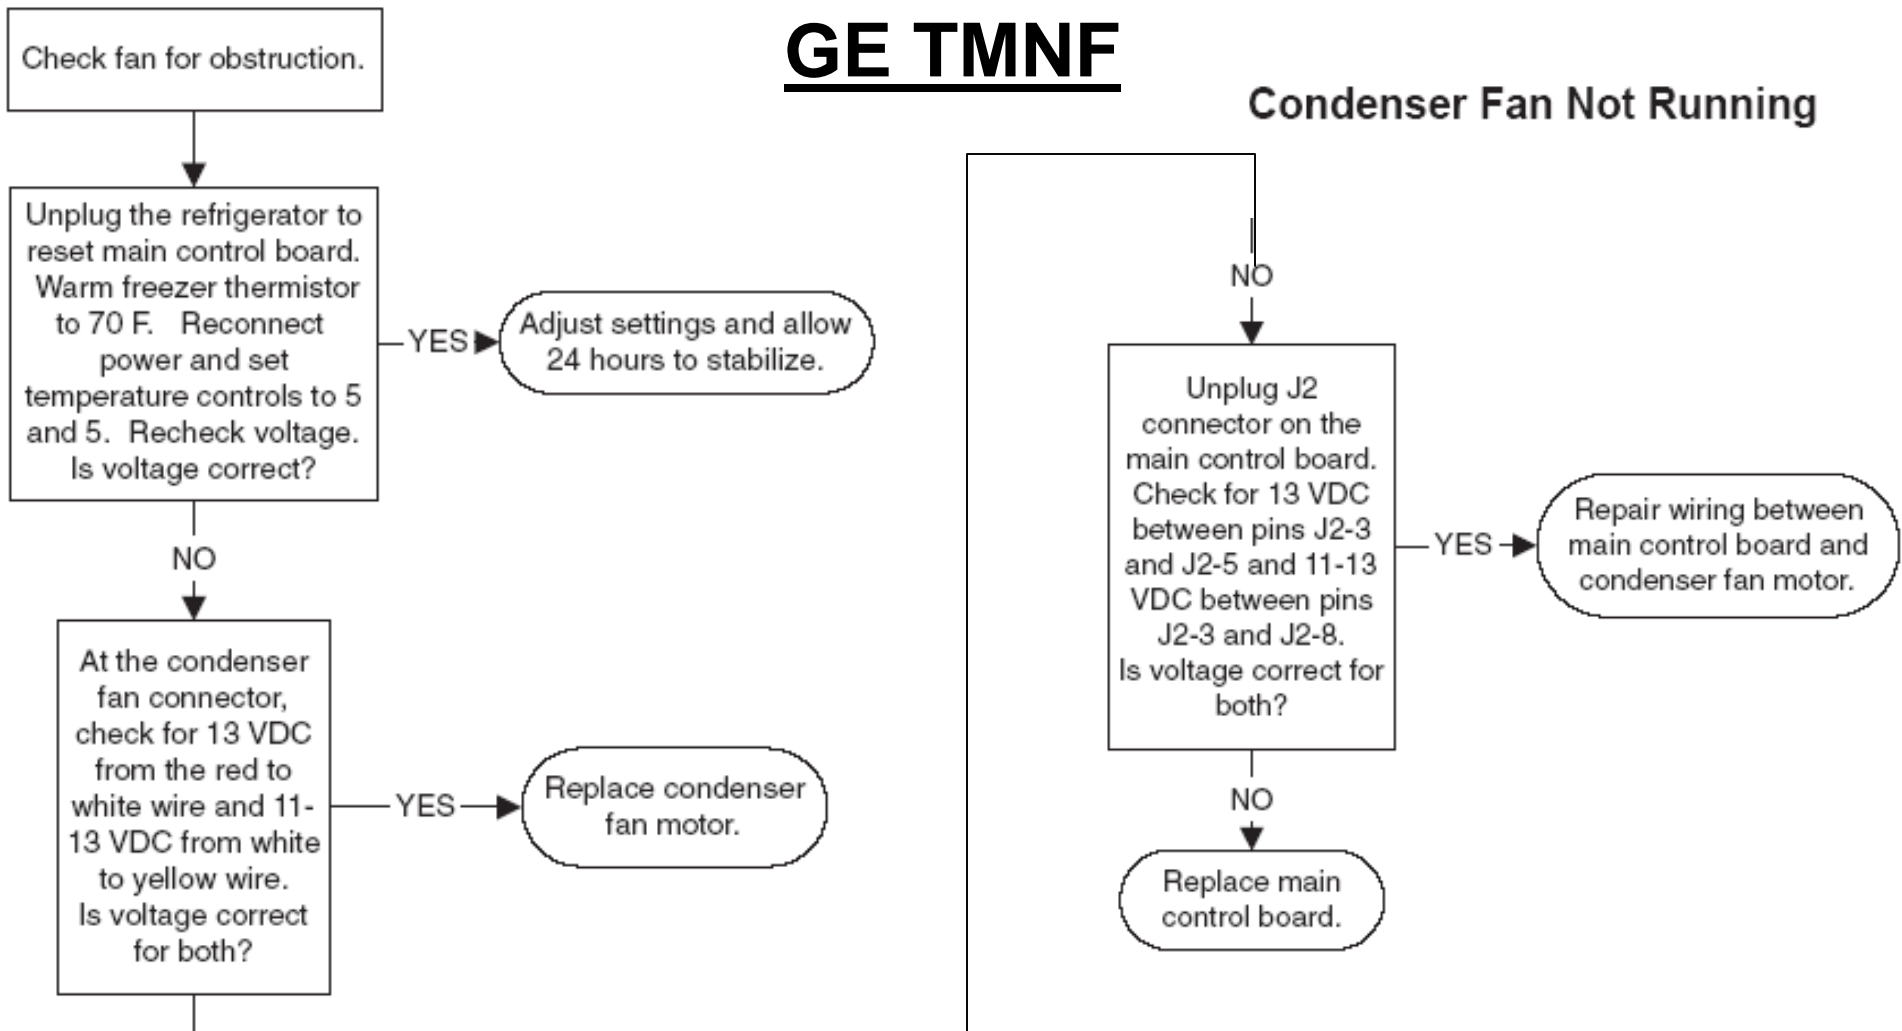 GE TMNF
Condenser Fan Not Running
Check fan for obstruction.
Unplug the refrigerator to
reset main control board.
Warm freezer thermistor
to 70 F. Reconnect
power and set
temperature controls to 5
and 5. Recheck voltage.
Is voltage correct?
YES
Adjust settings and allow
24 hours to stabilize.
NO
At the condenser
fan connector,
check for 13 VDC
from the red to
white wire and 11-
13 VDC from white
to yellow wire.
Is voltage correct
for both?
YES
Replace condenser
fan motor.
NO
Unplug J2
connector on the
main control board.
Check for 13 VDC
between pins J2-3
and J2-5 and 11-13
VDC between pins
J2-3 and J2-8.
Is voltage correct for
both?
YES
Repair wiring between
main control board and
condenser fan motor.
NO
Replace main
control board.